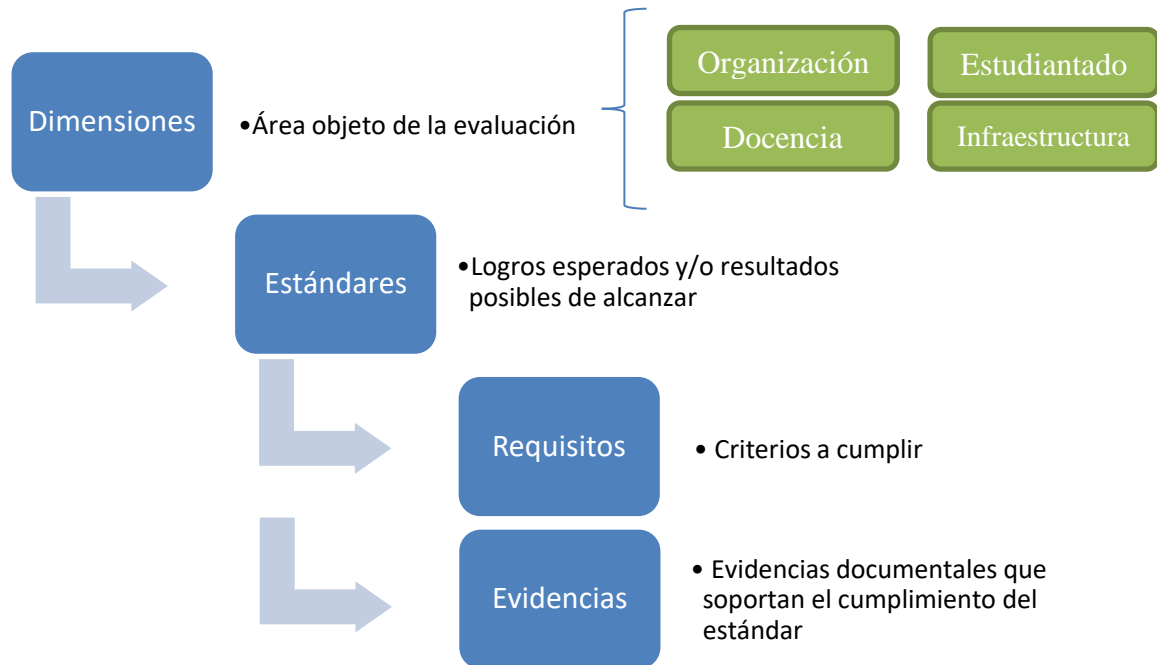 Organización
Estudiantado
Dimensiones
•Área objeto de la evaluación
Docencia
Infraestructura
Estándares
•Logros esperados y/o resultados
posibles de alcanzar
Requisitos
• Criterios a cumplir
Evidencias
• Evidencias documentales que
soportan el cumplimiento del
estándar